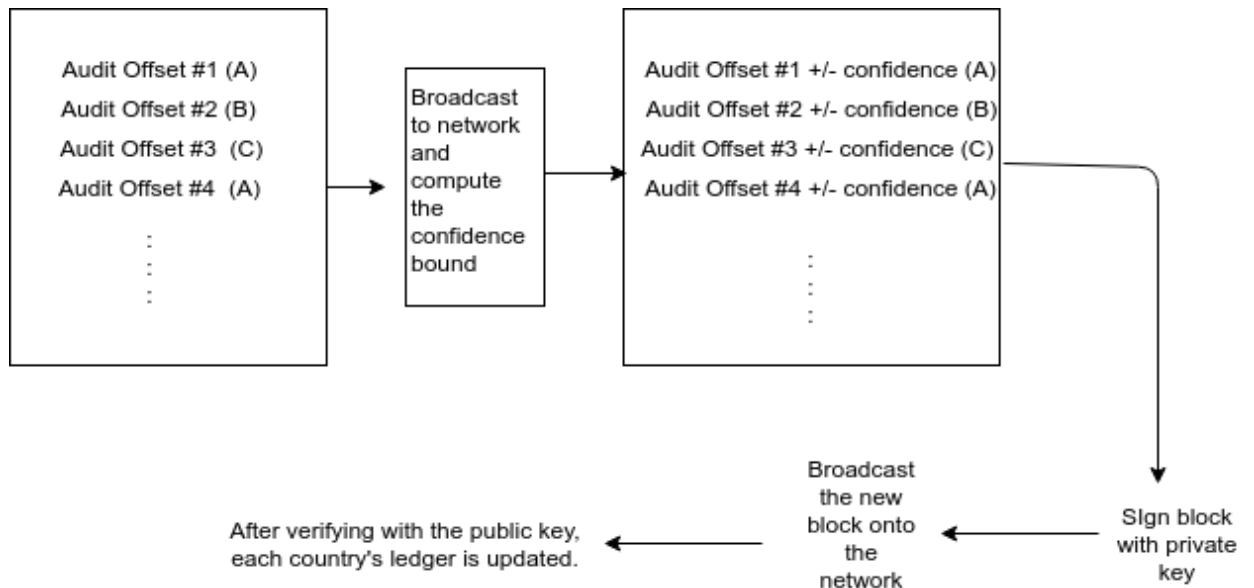 Audit Offset #1 (A)
Audit Offset #2 (B)
Audit Offset #3 (C)
Audit Offset #4 (A)
:
:
:
Broadcast
to network
and
compute
the
confidence
bound
Audit Offset #1 +/- confidence (A)
Audit Offset #2 +/- confidence (B)
Audit Offset #3 +/- confidence (C)
Audit Offset #4 +/- confidence (A)
:
:
:
SIgn block
with private
key
Broadcast
the new
block onto
the
network
After verifying with the public key,
each country's ledger is updated.